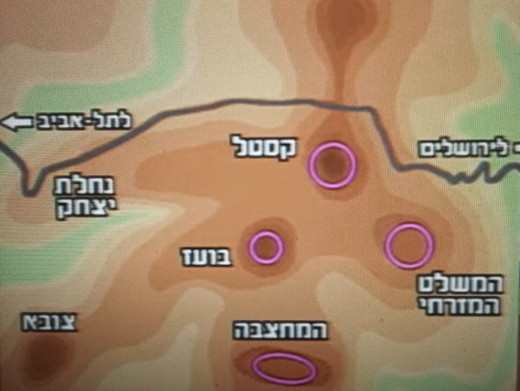 לתל-אביב
קסטל
לירושלים
נחלת
יצחק
בועז
המשלט
המזרחי
צובא
המחצבה